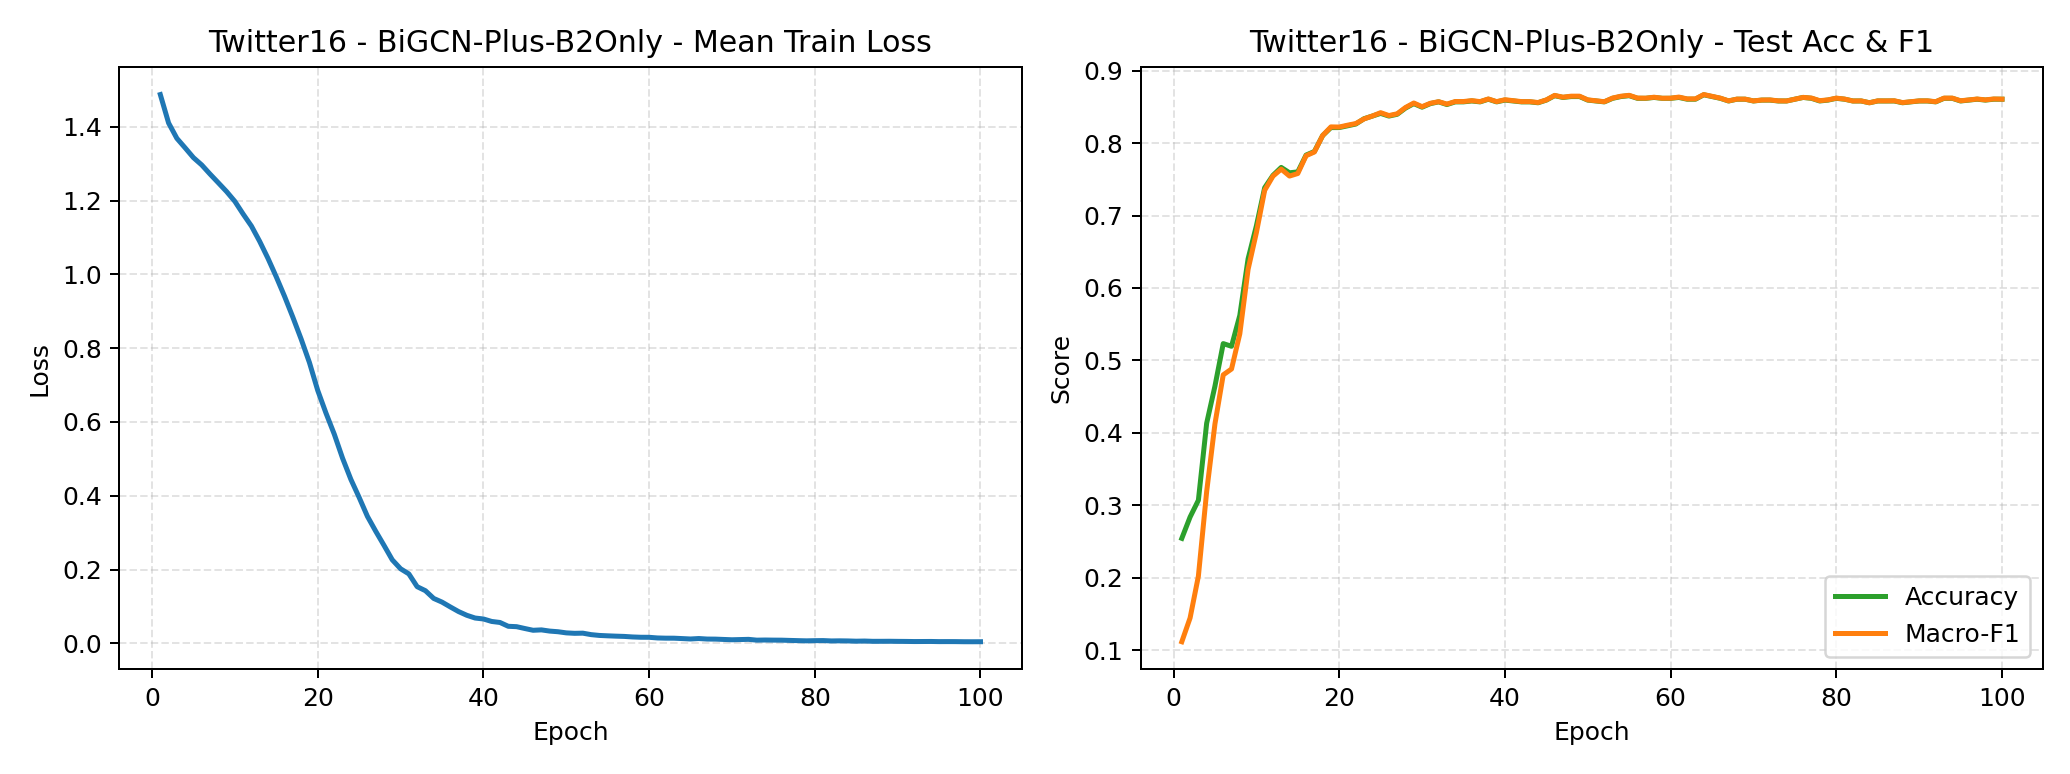 Twitter16 - BiGCN-Plus-B2Only - Mean Train Loss
1.4
1.2
1.0
0.8
0.6
0.4
0.2
0.0
Loss
0 20 40 60 80 100
Epoch
Twitter16 - BiGCN-Plus-B2Only - Test Acc & F1
0.9
0.8
0.7
0.6
0.5
0.4
0.3
0.2
0.1
Score
Accuracy
Macro-F1
0 20 40 60 80 100
Epoch